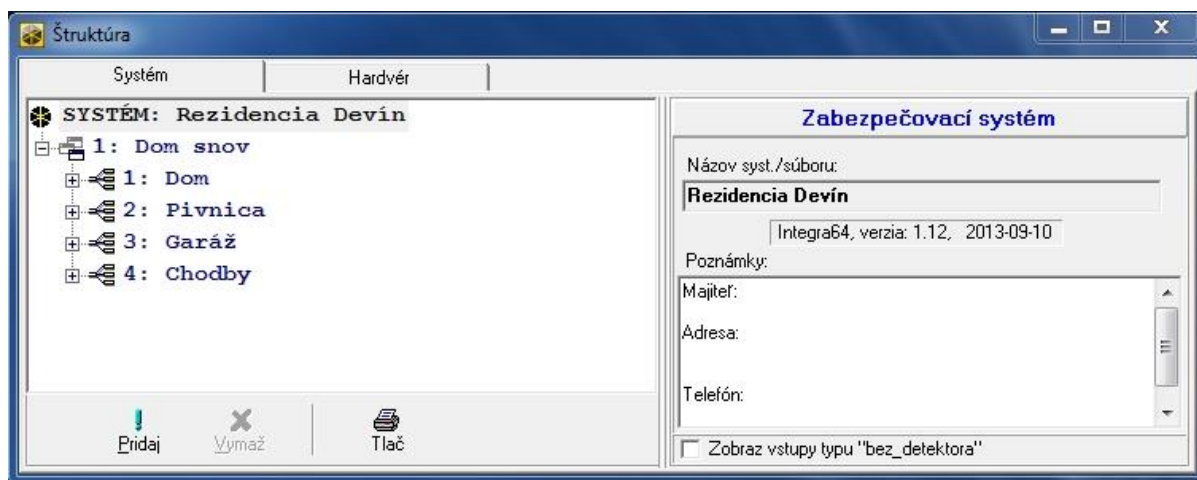 Štruktúra
Systém
Hardvér
SYSTÉM: Rezidencia Devín
1: Dom snov
1: Dom
2: Pivnica
3: Garáž
4: Chodby
Pridaj
Vymaž
Tlač
Zabezpečovací systém
Názov syst./súboru:
Rezidencia Devín
Integra64, verzia: 1.12, 2013-09-10
Poznámky:
Majiteľ:
Adresa:
Telefón:
Zobraz vstupy typu "bez_detektora"